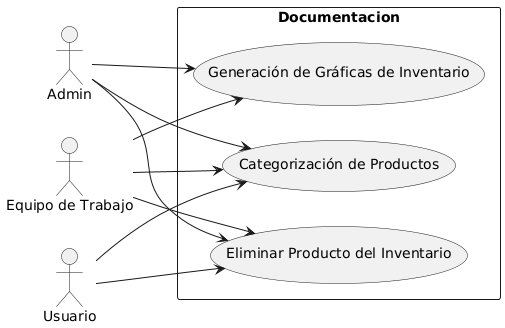 Documentacion
Admin
Generación de Gráficas de Inventario
Equipo de Trabajo
Categorización de Productos
Eliminar Producto del Inventario
Usuario